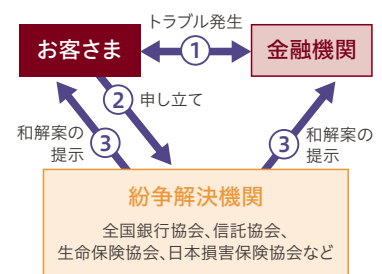 トラブル発生
お客さま
①
金融機関
②
申し立て
和解案の
提示
③
③
和解案の
提示
紛争解決機関
全国銀行協会、信託協会、
生命保険協会、日本損害保険協会など